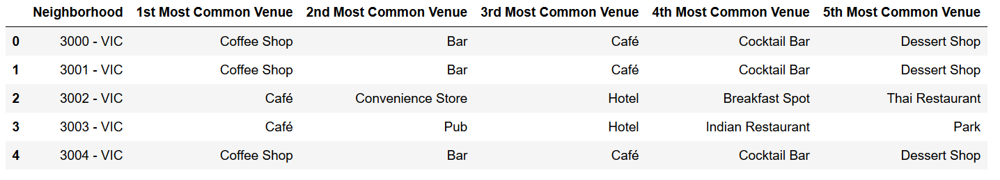 Neighborhood 1st Most Common Venue 2nd Most Common Venue 3rd Most Common Venue 4th Most Common Venue 5th Most Common Venue
0 3000 - VIC Coffee Shop Bar Café Cocktail Bar Dessert Shop
1 3001 - VIC Coffee Shop Bar Café Cocktail Bar Dessert Shop
2 3002 - VIC Café Convenience Store Hotel Breakfast Spot Thai Restaurant
3 3003 - VIC Café Pub Hotel Indian Restaurant Park
4 3004 - VIC Coffee Shop Bar Café Cocktail Bar Dessert Shop